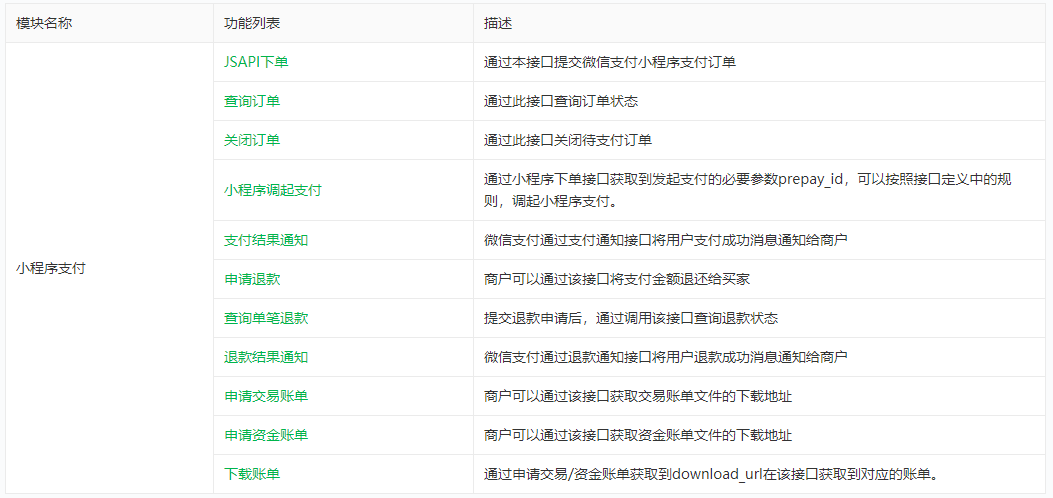 模块名称 功能列表 描述
JSAPI下单 通过本接口提交微信支付小程序支付订单
查询订单 通过此接口查询订单状态
关闭订单 通过此接口关闭待支付订单
小程序调起支付 通过小程序下单接口获取到发起支付的必要参数prepay_id，可以按照接口定义中的规
则，调起小程序支付。
支付结果通知 微信支付通过支付通知接口将用户支付成功消息通知给商户
小程序支付
申请退款 商户可以通过该接口将支付金额退还给买家
查询单笔退款 提交退款申请后，通过调用该接口查询退款状态
退款结果通知 微信支付通过退款通知接口将用户退款成功消息通知给商户
申请交易账单 商户可以通过该接口获取交易账单文件的下载地址
申请资金账单 商户可以通过该接口获取资金账单文件的下载地址
下载账单 通过申请交易/资金账单获取到download_url在该接口获取到对应的账单。